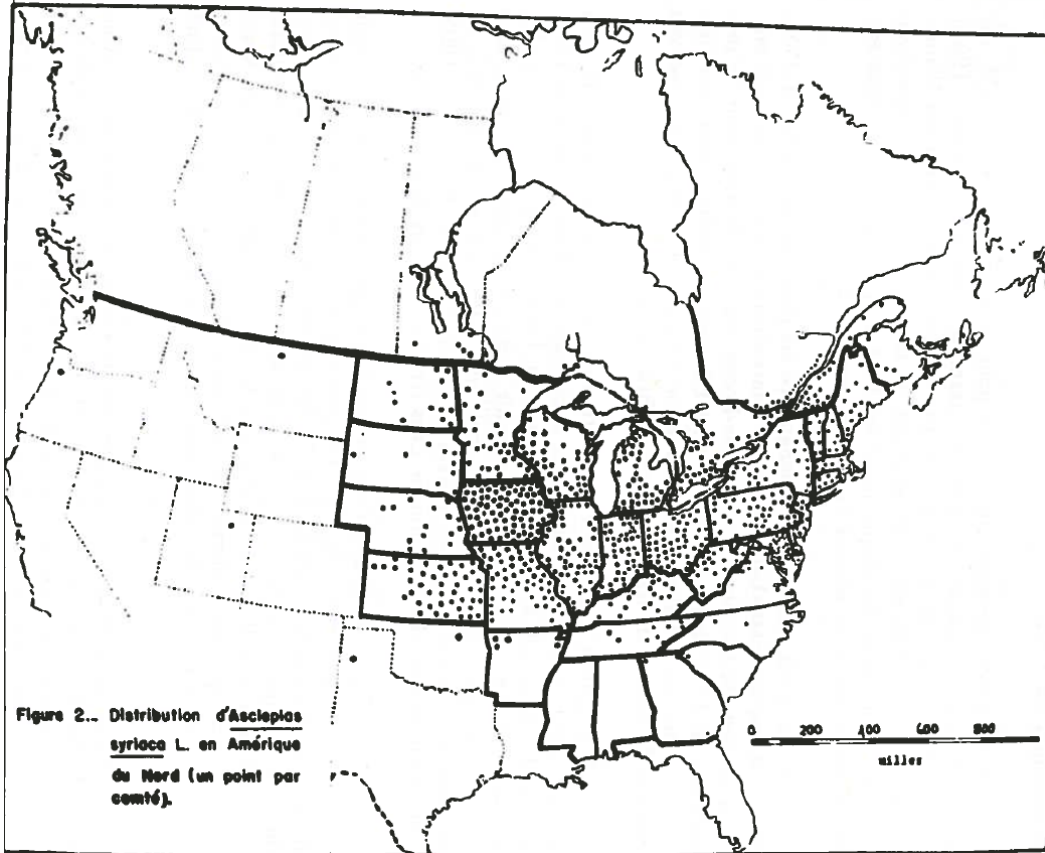 Figure 2.. Distribution d'Asclepias
syriaca L. en Amérique
du Nord (un point par
comté).
0 200 400 600 800
milles